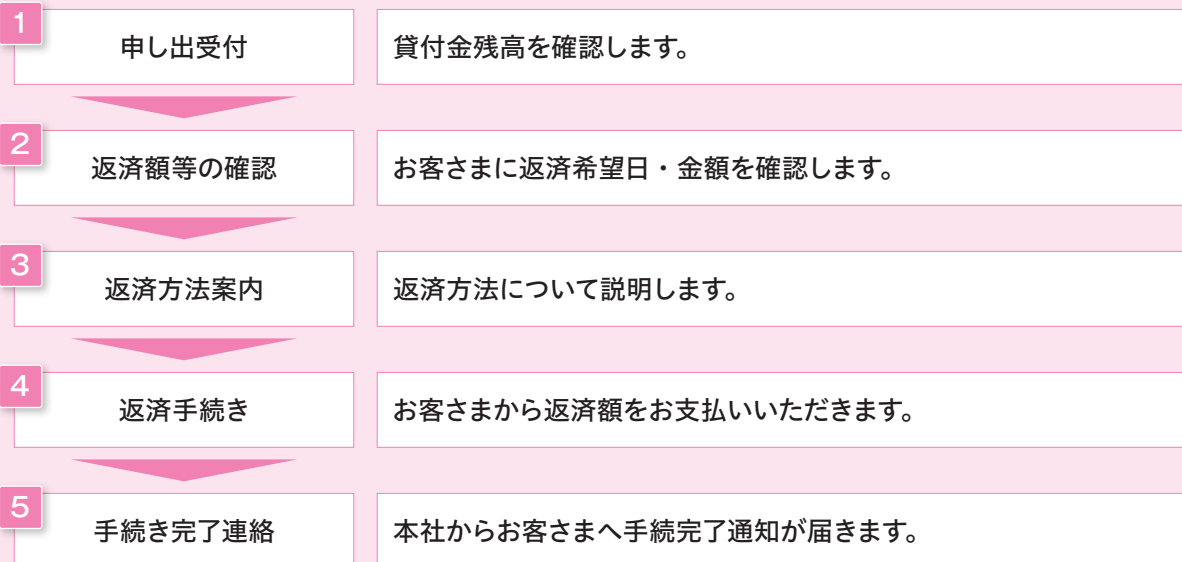 1
申し出受付
貸付金残高を確認します。
2
返済額等の確認
お客さまに返済希望日・金額を確認します。
3
返済方法案内
返済方法について説明します。
4
返済手続き
お客さまから返済額をお支払いいただきます。
5
手続き完了連絡
本社からお客さまへ手続完了通知が届きます。